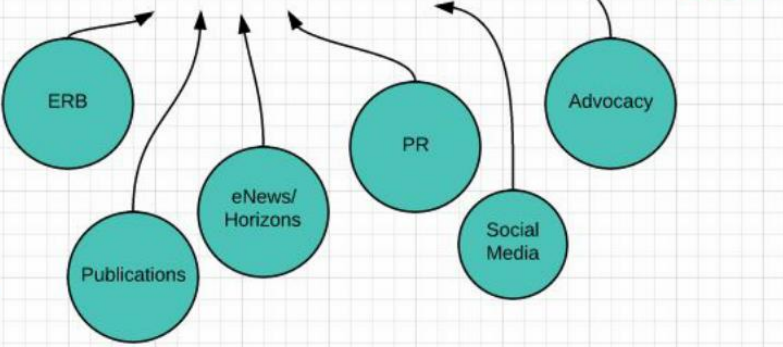 ERB
Advocacy
PR
eNews/
Horizons
Social
Media
Publications